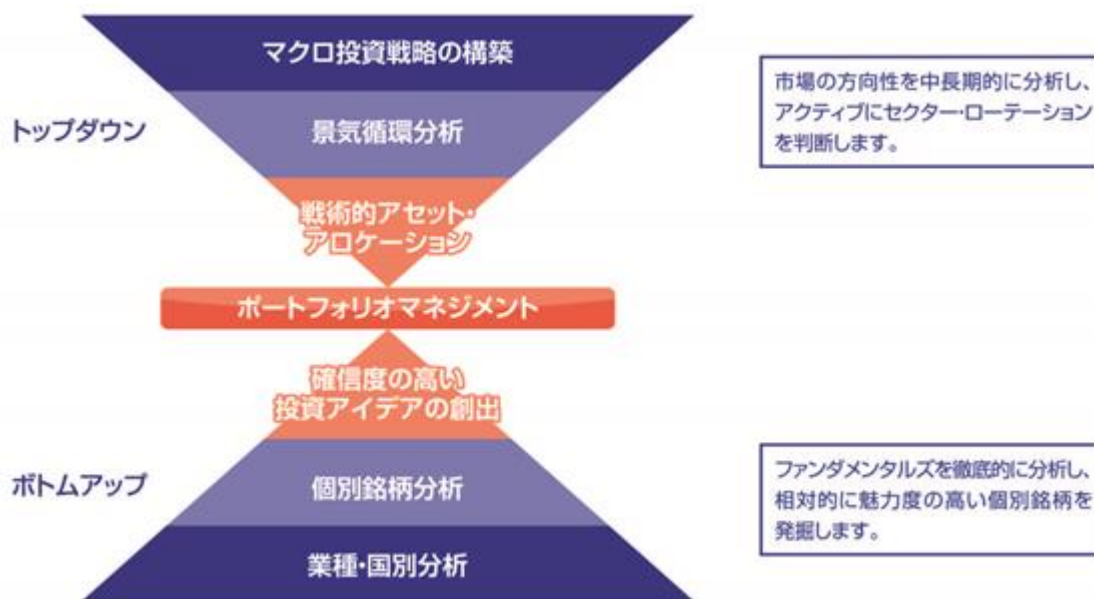 マクロ投資戦略の構築
トップダウン
景気循環分析
戦術的アセット・
アロケーション
市場の方向性を中長期的に分析し、
アクティブにセクター・ローテーション
を判断します。
ポートフォリオマネジメント
確信度の高い
投資アイデアの創出
ボトムアップ
個別銘柄分析
業種・国別分析
ファンダメンタルズを徹底的に分析し、
相対的に魅力度の高い個別銘柄を
発掘します。